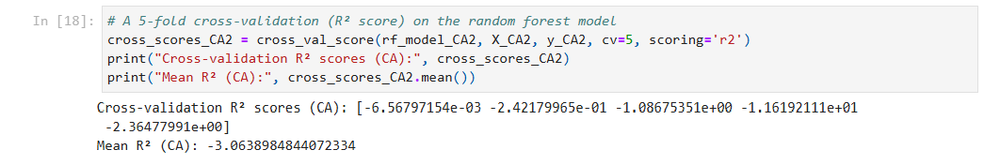 In [18]: # A 5-fold cross-validation (R² score) on the random forest model
cross_scores_CA2 = cross_val_score(rf_model_CA2, X_CA2, y_CA2, cv=5, scoring='r2')
print("Cross-validation R² scores (CA):", cross_scores_CA2)
print("Mean R² (CA):", cross_scores_CA2.mean())
Cross-validation R² scores (CA): [-6.56797154e-03 -2.42179965e-01 -1.08675351e+00 -1.16192111e+01
-2.36477991e+00]
Mean R² (CA): -3.0638984844072334